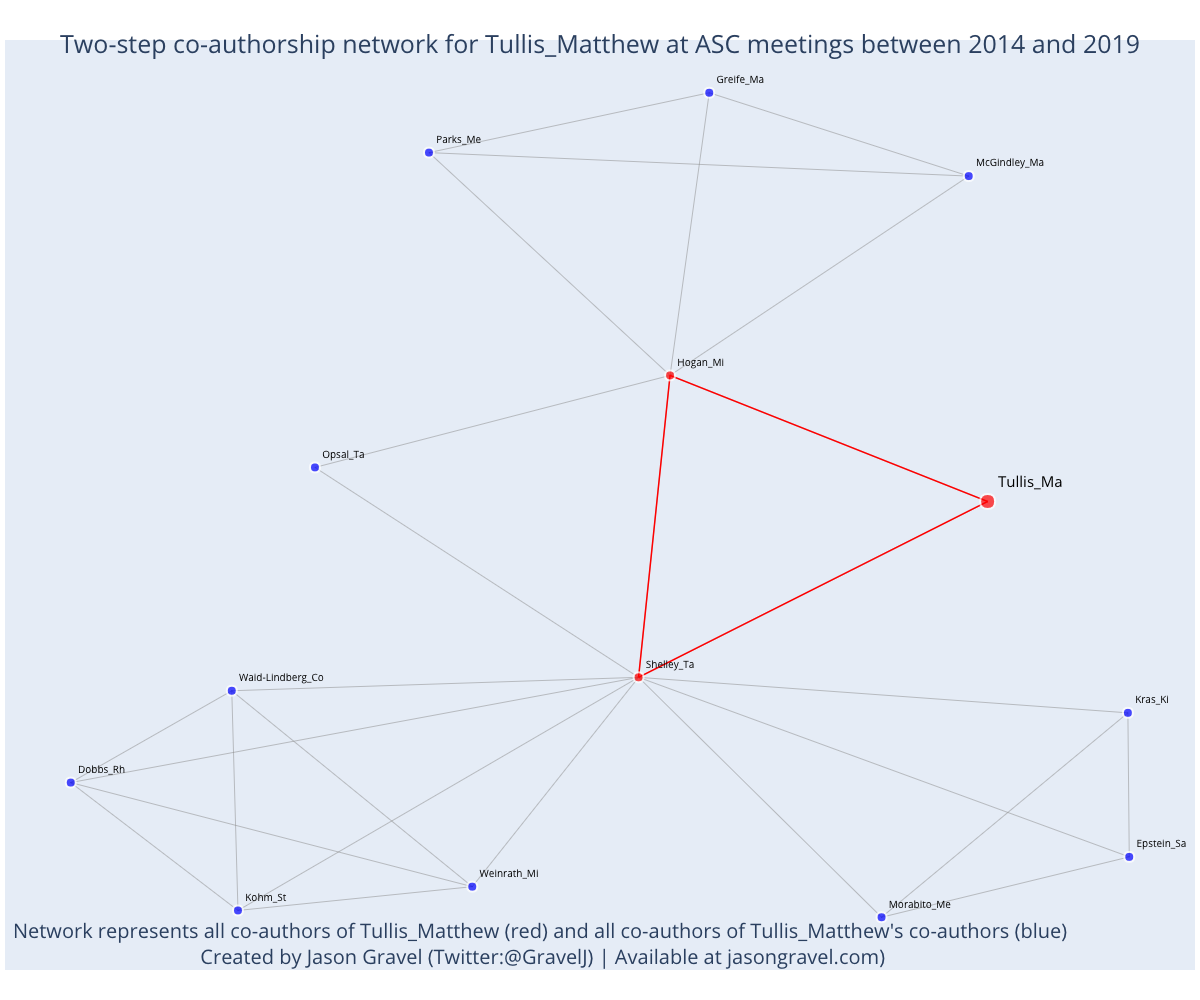 Two-step co-authorship network for Tullis_Matthew at ASC meetings between 2014 and 2019
Greife_Ma
Parks_Me
McGindley_Ma
Hogan_Mi
Opsal_Ta
Tullis_Ma
Shelley_Ta
Waid-Lindberg_Co
Kras_Ki
Dobbs_Rh
Epstein_Sa
Weinrath_Mi
Kohm_St
Morabito_Me
Network represents all co-authors of Tullis_Matthew (red) and all co-authors of Tullis_Matthew's co-authors (blue)
Created by Jason Gravel (Twitter:@GravelJ) | Available at jasongravel.com)